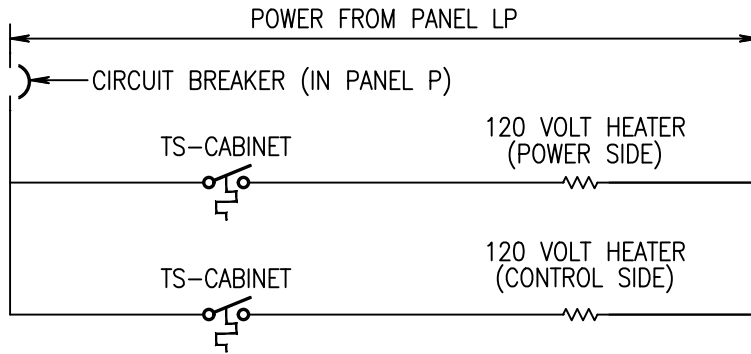 POWER FROM PANEL LP
CIRCUIT BREAKER (IN PANEL P)
TS-CABINET
120 VOLT HEATER
(POWER SIDE)
TS-CABINET
120 VOLT HEATER
(CONTROL SIDE)